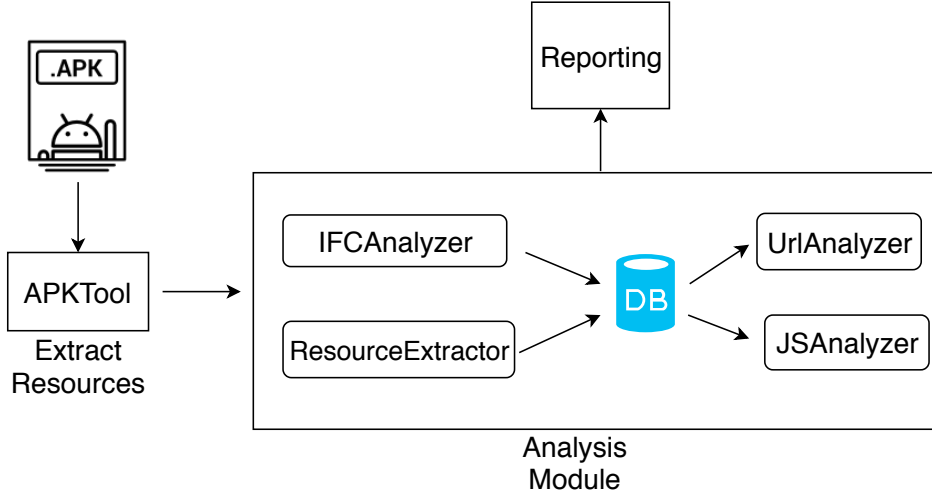 .APK
Reporting
IFCAnalyzer
UrlAnalyzer
APKTool
DB
ResourceExtractor
JSAnalyzer
Extract
Resources
Analysis
Module